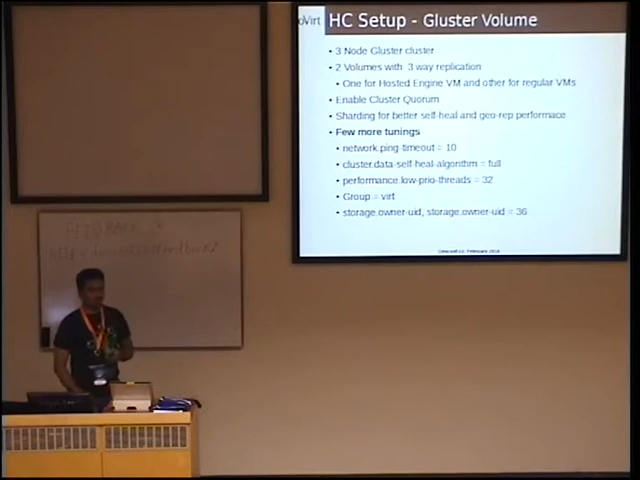 oVirt HC Setup - Gluster Volume
• 3 Node Gluster cluster
• 2 Volumes with 3 way replication
• One for Hosted Engine VM and other for regular VMs
• Enable Cluster Quorum
• Sharding for better self-heal and geo-rep performace
• Few more tunings
• network.ping-timeout = 10
• cluster.data-self-heal-algorithm = full
• performance.low-prio-threads = 32
• Group = virt
• storage.owner-uid, storage.owner-uid = 36
FEEDBACK